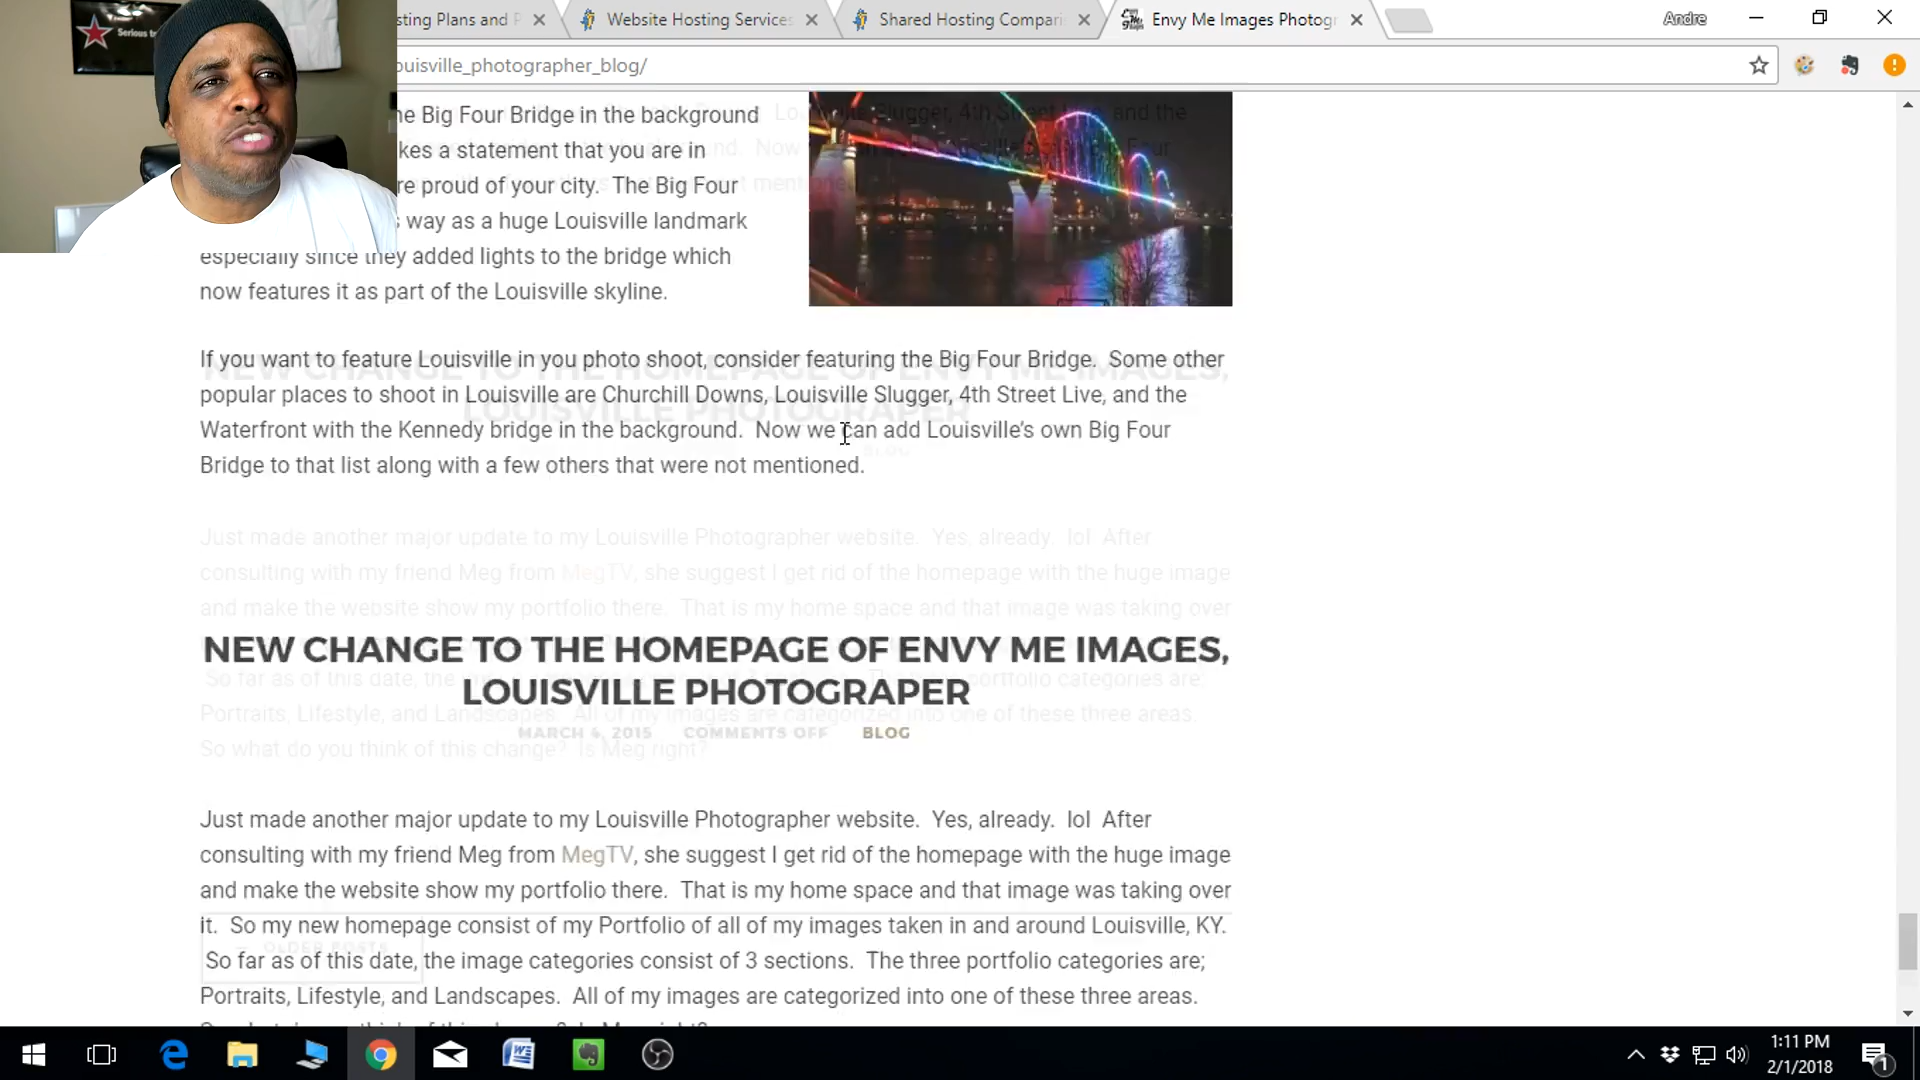 Serious
sting Plans and P
Website Hosting Services
Shared Hosting Compari
Envy Me Images Photogr
Andre
ouisville_photographer_blog/
he Big Four Bridge in the background
kes a statement that you are in
re proud of your city. The Big Four
s way as a huge Louisville landmark
especially since they added lights to the bridge which
now features it as part of the Louisville skyline.
If you want to feature Louisville in you photo shoot, consider featuring the Big Four Bridge. Some other
popular places to shoot in Louisville are Churchill Downs, Louisville Slugger, 4th Street Live, and the
Waterfront with the Kennedy bridge in the background. Now we can add Louisville's own Big Four
Bridge to that list along with a few others that were not mentioned.
NEW CHANGE TO THE HOMEPAGE OF ENVY ME IMAGES,
LOUISVILLE PHOTOGRAPER
MARCH 4, 2015 COMMENTS OFF BLOG
Just made another major update to my Louisville Photographer website. Yes, already. lol After
consulting with my friend Meg from MegTV, she suggest I get rid of the homepage with the huge image
and make the website show my portfolio there. That is my home space and that image was taking over
it. So my new homepage consist of my Portfolio of all of my images taken in and around Louisville, KY.
So far as of this date, the image categories consist of 3 sections. The three portfolio categories are;
Portraits, Lifestyle, and Landscapes. All of my images are categorized into one of these three areas.
1:11 PM
2/1/2018
1